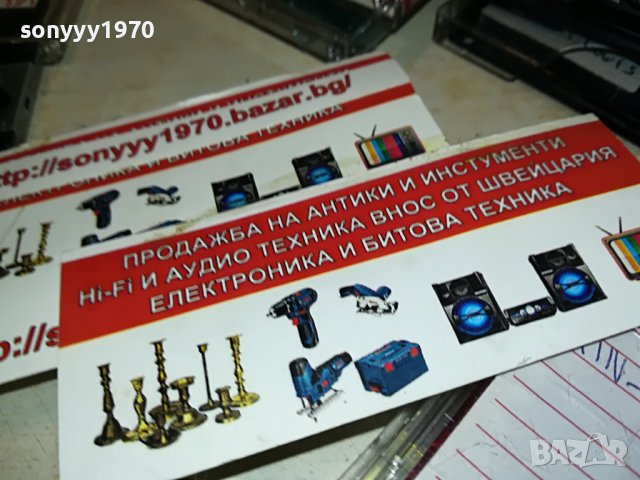 sonyyy1970
http://sonyyy1970.bazar.bg/
ПРОДАЖБА НА АНТИКИ И ИНСТУМЕНТИ
Hi-Fi И АУДИО ТЕХНИКА ВНОС ОТ ШВЕЙЦАРИЯ
ЕЛЕКТРОНИКА И БИТОВА ТЕХНИКА
BAZAR